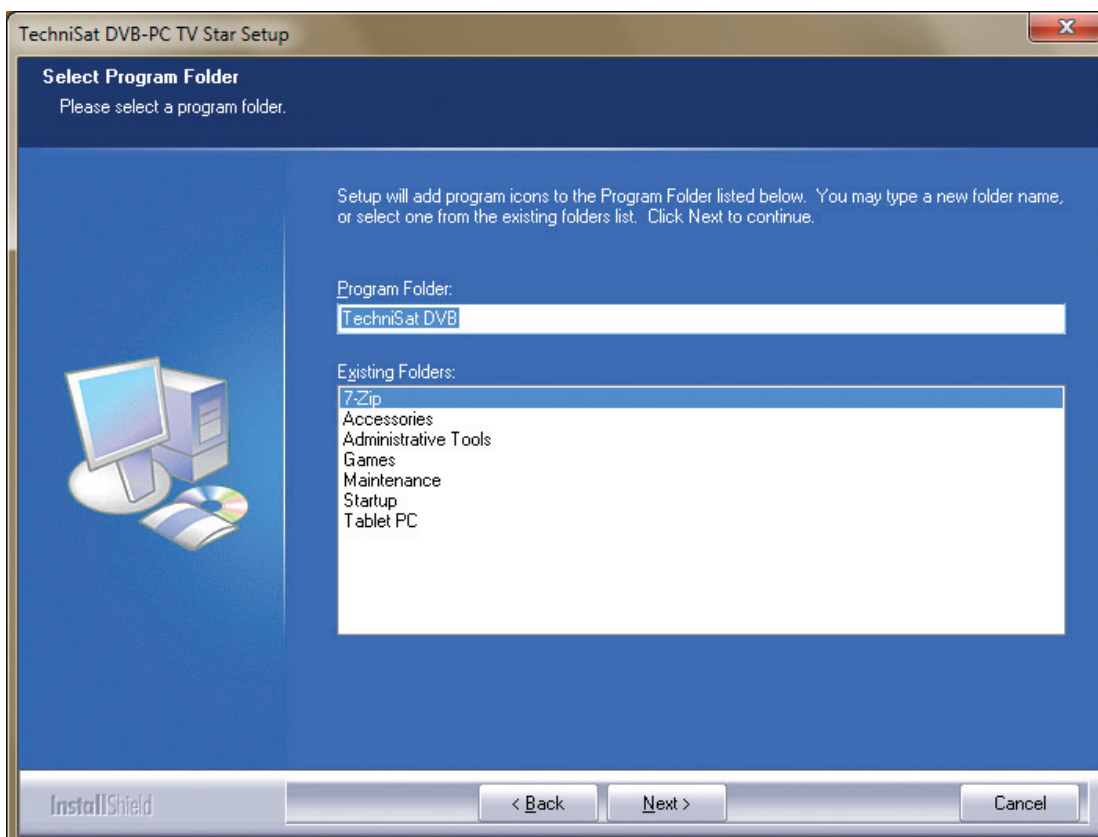 TechniSat DVB-PC TV Star Setup
Select Program Folder
Please select a program folder.
Setup will add program icons to the Program Folder listed below.  You may type a new folder name,
or select one from the existing folders list.  Click Next to continue.
Program Folder:
TechniSat DVB
Existing Folders:
7-Zip
Accessories
Administrative Tools
Games
Maintenance
Startup
Tablet PC
InstallShield
< Back
Next >
Cancel